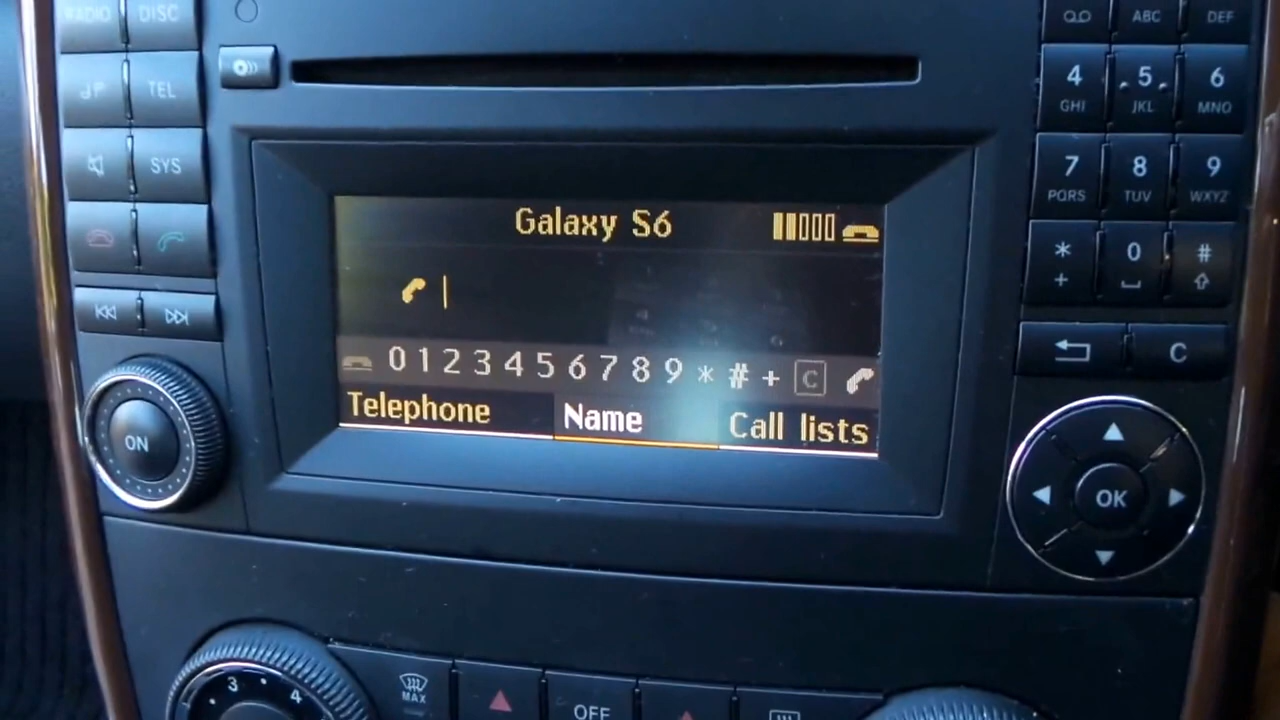 RADIO DISC
TEL
SYS
ON
Galaxy S6
0 1 2 3 4 5 6 7 8 9 * # + C
Telephone Name Call lists
ABC DEF
4 5 6
GHI JKL MNO
7 8 9
PQRS TUV WXYZ
* 0 #
+
C
OK
3 4
MAX
OFF